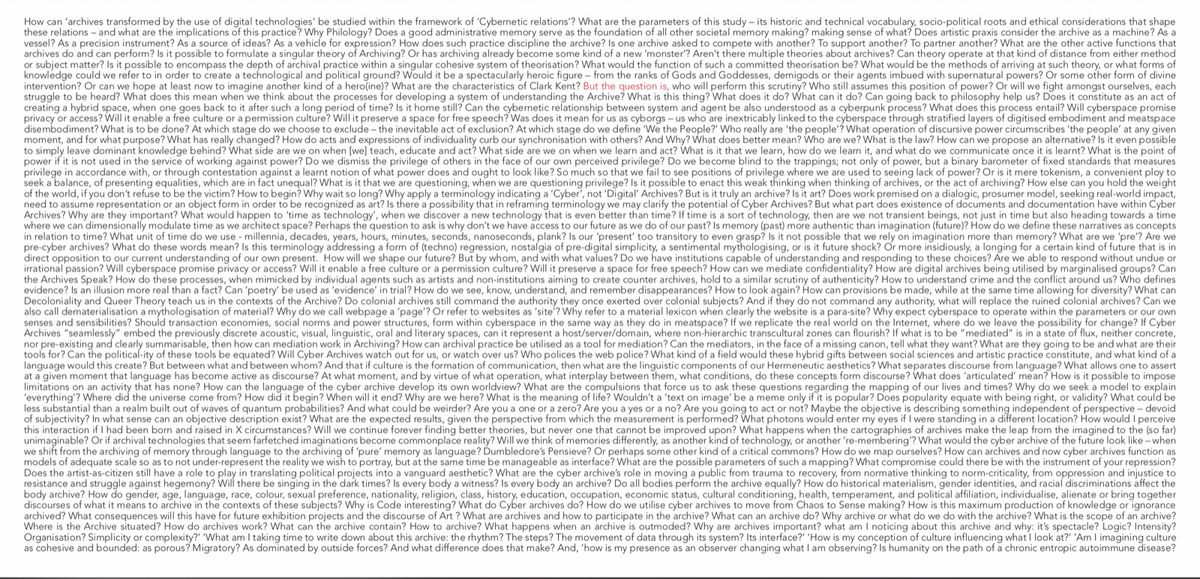 How can ‘archives transformed by the use of digital technologies’ be studied within the framework of ‘Cybernetic relations’? What are the parameters of this study – its historic and technical vocabulary, socio-political roots and ethical considerations that shape
these relations – and what are the implications of this practice? Why Philology? Does a good administrative memory serve as the foundation of all other societal memory making? making sense of what? Does artistic praxis consider the archive as a machine? As a
vessel? As a precision instrument? As a source of ideas? As a vehicle for expression? How does such practice discipline the archive? Is one archive asked to compete with another? To support another? To partner another? What are the other active functions that
archives do and can perform? Is it possible to formulate a singular theory of Archiving? Or has archiving already become some kind of a new ‘monster’? Aren’t there multiple theories about archives? Can theory operate at that kind of distance from either method
or subject matter? Is it possible to encompass the depth of archival practice within a singular cohesive system of theorisation? What would the function of such a committed theorisation be? What would be the methods of arriving at such theory, or what forms of
knowledge could we refer to in order to create a technological and political ground? Would it be a spectacularly heroic figure – from the ranks of Gods and Goddesses, demigods or their agents imbued with supernatural powers? Or some other form of divine
intervention? Or can we hope at least now to imagine another kind of a hero(ine)? What are the characteristics of Clark Kent? But the question is, who will perform this scrutiny? Who still assumes this position of power? Or will we fight amongst ourselves, each
struggle to be heard? What does this mean when we think about the processes for developing a system of understanding the Archive? What is this thing? What does it do? What can it do? Can going back to philosophy help us? Does it constitute as an act of
creating a hybrid space, when one goes back to it after such a long period of time? Is it home still? Can the cybernetic relationship between system and agent be also understood as a cyberpunk process? What does this process entail? Will cyberspace promise
privacy or access? Will it enable a free culture or a permission culture? Will it preserve a space for free speech? Was does it mean for us as cyborgs – us who are inextricably linked to the cyberspace through stratified layers of digitised embodiment and meatspace
disembodiment? What is to be done? At which stage do we choose to exclude – the inevitable act of exclusion? At which stage do we define ‘We the People?’ Who really are ‘the people’? What operation of discursive power circumscribes ‘the people’ at any given
moment, and for what purpose? What has really changed? How do acts and expressions of individuality curb our synchronisation with others? And Why? What does better mean? Who are we? What is the law? How can we propose an alternative? Is it even possible
to simply leave dominant knowledge behind? What side are we on when [we] teach, educate and act? What side are we on when we learn and act? What is it that we learn, how do we learn it, and what do we communicate once it is learnt? What is the point of
power if it is not used in the service of working against power? Do we dismiss the privilege of others in the face of our own perceived privilege? Do we become blind to the trappings; not only of power, but a binary barometer of fixed standards that measures
privilege in accordance with, or through contestation against a learnt notion of what power does and ought to look like? So much so that we fail to see positions of privilege where we are used to seeing lack of power? Or is it mere tokenism, a convenient ploy to
seek a balance, of presenting equalities, which are in fact unequal? What is it that we are questioning, when we are questioning privilege? Is it possible to enact this weak thinking when thinking of archives, or the act of archiving? How else can you hold the weight
of the world, if you don’t refuse to be the victim? How to begin? Why wait so long? Why apply a terminology indicating a ‘Cyber’, not ‘Digital’ Archives? But is it truly an archive? Is it art? Does work premised on a dialogic, prosumer model, seeking real-world impact,
need to assume representation or an object form in order to be recognized as art? Is there a possibility that in reframing terminology we may clarify the potential of Cyber Archives? But what part does existence of documents and documentation have within Cyber
Archives? Why are they important? What would happen to ‘time as technology’, when we discover a new technology that is even better than time? If time is a sort of technology, then are we not transient beings, not just in time but also heading towards a time
where we can dimensionally modulate time as we architect space? Perhaps the question to ask is why don’t we have access to our future as we do of our past? Is memory (past) more authentic than imagination (future)? How do we define these narratives as concepts
in relation to time? What unit of time do we use - millennia, decades, years, hours, minutes, seconds, nanoseconds, plank? Is our ‘present’ too transitory to even grasp? Is it not possible that we rely on imagination more than memory? What are we ‘pre’? Are we
pre-cyber archives? What do these words mean? Is this terminology addressing a form of (techno) regression, nostalgia of pre-digital simplicity, a sentimental mythologising, or is it future shock? Or more insidiously, a longing for a certain kind of future that is in
direct opposition to our current understanding of our own present. How will we shape our future? But by whom, and with what values? Do we have institutions capable of understanding and responding to these choices? Are we able to respond without undue or
irrational passion? Will cyberspace promise privacy or access? Will it enable a free culture or a permission culture? Will it preserve a space for free speech? How can we mediate confidentiality? How are digital archives being utilised by marginalised groups? Can
the Archives Speak? How do these processes, when mimicked by individual agents such as artists and non-institutions aiming to create counter archives, hold to a similar scrutiny of authenticity? How to understand crime and the conflict around us? Who defines
evidence? Is an illusion more real than a fact? Can ‘poetry’ be used as ‘evidence’ in trial? How do we see, know, understand, and remember disappearances? How to look again? How can provisions be made, while at the same time allowing for diversity? What can
Decoloniality and Queer Theory teach us in the contexts of the Archive? Do colonial archives still command the authority they once exerted over colonial subjects? And if they do not command any authority, what will replace the ruined colonial archives? Can we
also call dematerialisation a mythologisation of material? Why do we call webpage a ‘page’? Or refer to websites as ‘site’? Why refer to a material lexicon when clearly the website is a para-site? Why expect cyberspace to operate within the parameters or our own
senses and sensibilities? Should transaction economies, social norms and power structures, form within cyberspace in the same way as they do in meatspace? If we replicate the real world on the Internet, where do we leave the possibility for change? If Cyber
Archives “seamlessly” embed the previously discrete acoustic, visual, linguistic, oral and literary spaces, can it represent a host/server/domain, where non-hierarchic transcultural zones can flourish? If what is to be “mediated” is in a state of flux, neither concrete,
nor pre-existing and clearly summarisable, then how can mediation work in Archiving? How can archival practice be utilised as a tool for mediation? Can the mediators, in the face of a missing canon, tell what they want? What are they going to be and what are their
tools for? Can the political-ity of these tools be equated? Will Cyber Archives watch out for us, or watch over us? Who polices the web police? What kind of a field would these hybrid gifts between social sciences and artistic practice constitute, and what kind of a
language would this create? But between what and between whom? And that if culture is the formation of communication, then what are the linguistic components of our Hermeneutic aesthetics? What separates discourse from language? What allows one to assert
at a given moment that language has become active as discourse? At what moment, and by virtue of what operation, what interplay between them, what conditions, do these concepts form discourse? What does ‘articulated’ mean? How is it possible to impose
limitations on an activity that has none? How can the language of the cyber archive develop its own worldview? What are the compulsions that force us to ask these questions regarding the mapping of our lives and times? Why do we seek a model to explain
‘everything’? Where did the universe come from? How did it begin? When will it end? Why are we here? What is the meaning of life? Wouldn’t a ‘text on image’ be a meme only if it is popular? Does popularity equate with being right, or validity? What could be
less substantial than a realm built out of waves of quantum probabilities? And what could be weirder? Are you a one or a zero? Are you a yes or a no? Are you going to act or not? Maybe the objective is describing something independent of perspective – devoid
of subjectivity? In what sense can an objective description exist? What are the expected results, given the perspective from which the measurement is performed? What photons would enter my eyes if I were standing in a different location? How would I perceive
this interaction if I had been born and raised in X circumstances? Will we continue forever finding better theories, but never one that cannot be improved upon? What happens when the cartographies of archives make the leap from the imagined to the (so far)
unimaginable? Or if archival technologies that seem farfetched imaginations become commonplace reality? Will we think of memories differently, as another kind of technology, or another ‘re-membering’? What would the cyber archive of the future look like – when
we shift from the archiving of memory through language to the archiving of ‘pure’ memory as language? Dumbledore’s Pensieve? Or perhaps some other kind of a critical commons? How do we map ourselves? How can archives and now cyber archives function as
models of adequate scale so as to not under-represent the reality we wish to portray, but at the same time be manageable as interface? What are the possible parameters of such a mapping? What compromise could there be with the instrument of your repression?
Does the artist-as-citizen still have a role to play in translating political projects into a vanguard aesthetic? What are the cyber archive’s role in moving a public from trauma to recovery, from normative thinking to norm-criticality, from oppression and injustice to
resistance and struggle against hegemony? Will there be singing in the dark times? Is every body a witness? Is every body an archive? Do all bodies perform the archive equally? How do historical materialism, gender identities, and racial discriminations affect the
body archive? How do gender, age, language, race, colour, sexual preference, nationality, religion, class, history, education, occupation, economic status, cultural conditioning, health, temperament, and political affiliation, individualise, alienate or bring together
discourses of what it means to archive in the contexts of these subjects? Why is Code interesting? What do Cyber archives do? How do we utilise cyber archives to move from Chaos to Sense making? How is this maximum production of knowledge or ignorance
archived? What consequences will this have for future exhibition projects and the discourse of Art ? What are archives and how to participate in the archive? What can an archive do? Why archive or what do we do with the archive? What is the scope of an archive?
Where is the Archive situated? How do archives work? What can the archive contain? How to archive? What happens when an archive is outmoded? Why are archives important? what am I noticing about this archive and why: it’s spectacle? Logic? Intensity?
Organisation? Simplicity or complexity?’ ‘What am I taking time to write down about this archive: the rhythm? The steps? The movement of data through its system? Its interface?’ ‘How is my conception of culture influencing what I look at?’ ‘Am I imagining culture
as cohesive and bounded: as porous? Migratory? As dominated by outside forces? And what difference does that make? And, ‘how is my presence as an observer changing what I am observing? Is humanity on the path of a chronic entropic autoimmune disease?